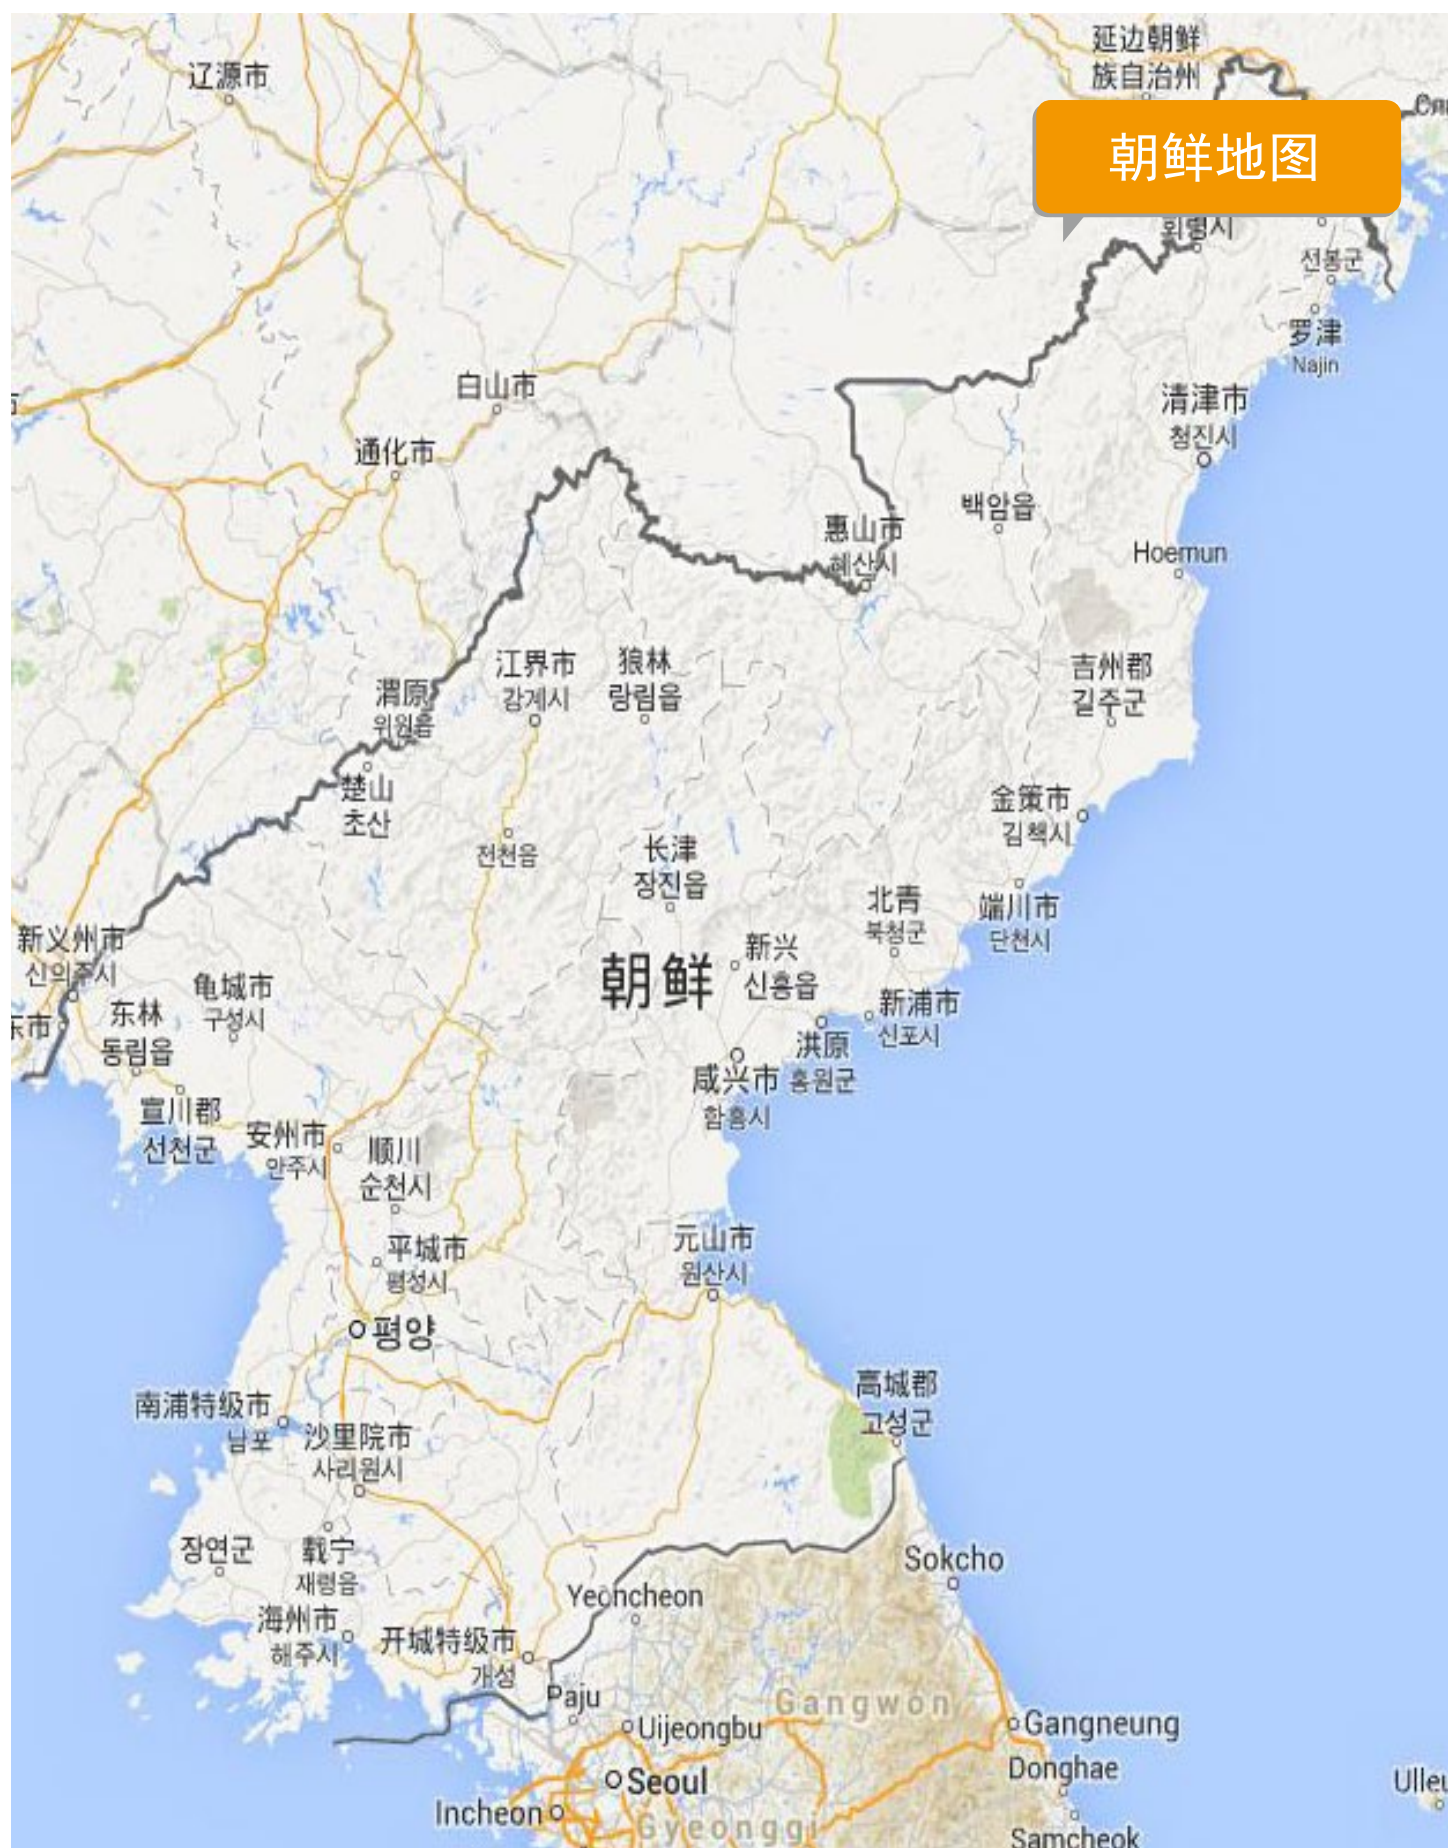 延边朝鲜
族自治州
辽源市
朝鲜地图
회령시
선봉군
罗津
Najin
白山市
清津市
청진시
通化市
백암읍
惠山市
혜산시
Hoemun
江界市
강계시
狼林
랑림읍
吉州郡
길주군
渭原
위원읍
楚山
초산
金策市
김책시
전천읍
长津
장진읍
北青
북청군
端川市
단천시
新义州市
신의주시
朝鲜
新兴
신흥읍
龟城市
구성시
东林
동림읍
东市
新浦市
신포시
洪原
홍원군
咸兴市
함흥시
宣川郡
선천군
安州市
안주시
顺川
순천시
元山市
원산시
平城市
평성시
평양
高城郡
고성군
南浦特级市
남포
沙里院市
사리원시
장연군
载宁
재령읍
Sokcho
Yeoncheon
海州市
해주시
开城特级市
개성
Paju
Gangwon
Uijeongbu
Gangneung
Donghae
Seoul
Incheon
Gyeonggi
Samcheok